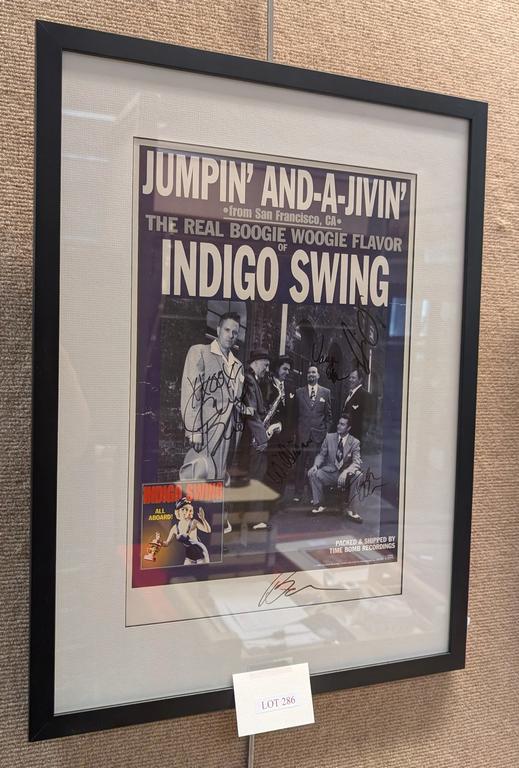 JUMPIN' AND-A-JIVIN'
•from San Francisco, CA•
THE REAL BOOGIE WOOGIE FLAVOR
OF
INDIGO SWING
INDIGO SWING
ALL
ABOARD!
PACKED & SHIPPED BY
TIME BOMB RECORDINGS
LOT 286